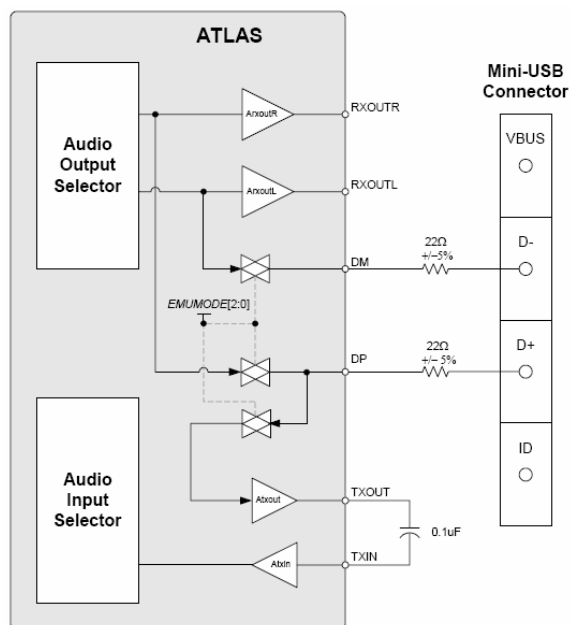 ATLAS
Mini-USB
Connector
Audio
Output
Selector
ArxoutR
RXOUTR
VBUS
ArxoutL
RXOUTL
22Ω
+/–5%
D-
DM
EMUMODE[2:0]
22Ω
+/– 5%
D+
DP
ID
Audio
Input
Selector
Atxout
TXOUT
0.1uF
Atxin
TXIN